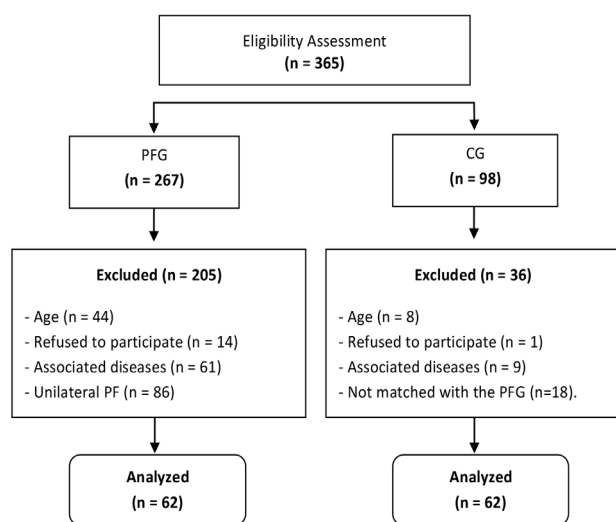 Eligibility Assessment
(n = 365)
PFG
(n = 267)
CG
(n = 98)
Excluded (n = 205)
- Age (n = 44)
- Refused to participate (n = 14)
- Associated diseases (n = 61)
- Unilateral PF (n = 86)
Excluded (n = 36)
- Age (n = 8)
- Refused to participate (n = 1)
- Associated diseases (n = 9)
- Not matched with the PFG (n=18).
Analyzed
(n = 62)
Analyzed
(n = 62)